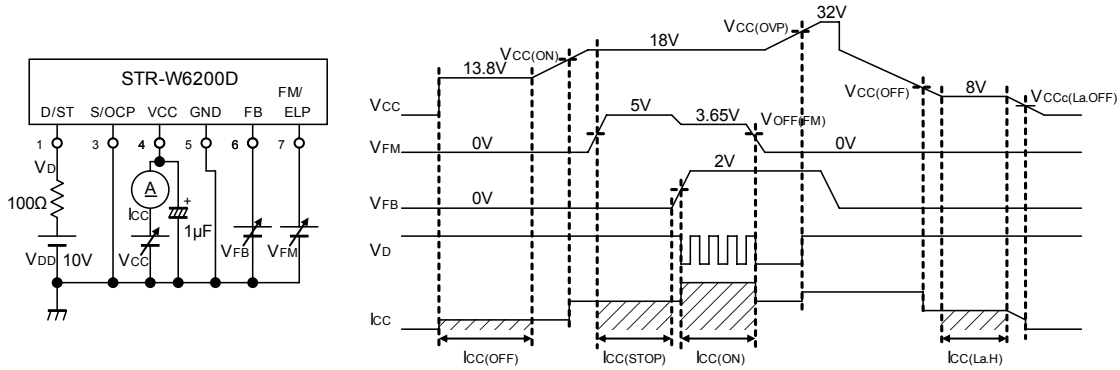 STR-W6200D
FM/
D/ST S/OCP VCC GND FB ELP
1 3 4 5 6 7
VD
100Ω
A
ICC
+
1μF
VDD 10V VCC VFB VFM
32V
VCC(OVP)
VCC(ON) 18V
13.8V
VCC(OFF) 8V VCCc(La.OFF)
VCC
5V 3.65V VOFF(FM)
VFM 0V 0V
2V
VFB 0V
VD
ICC
ICC(OFF) ICC(STOP) ICC(ON) ICC(La.H)